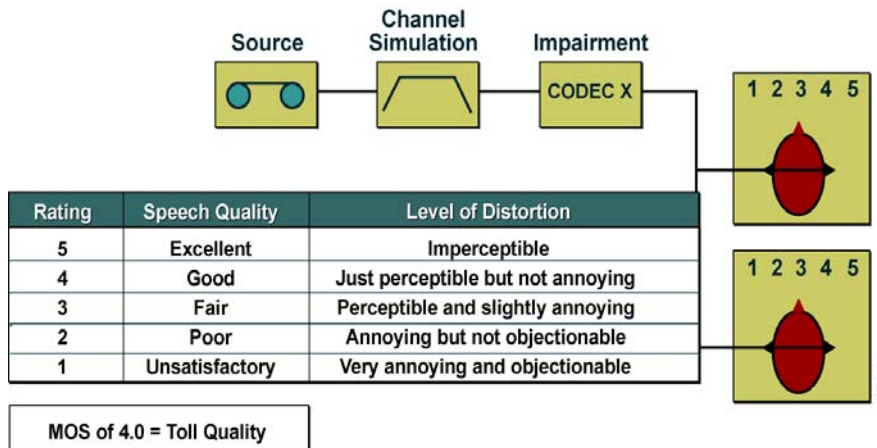 Source
Channel
Simulation
Impairment
CODEC X
1 2 3 4 5
Rating Speech Quality Level of Distortion
5 Excellent Imperceptible
4 Good Just perceptible but not annoying
3 Fair Perceptible and slightly annoying
2 Poor Annoying but not objectionable
1 Unsatisfactory Very annoying and objectionable
1 2 3 4 5
MOS of 4.0 = Toll Quality